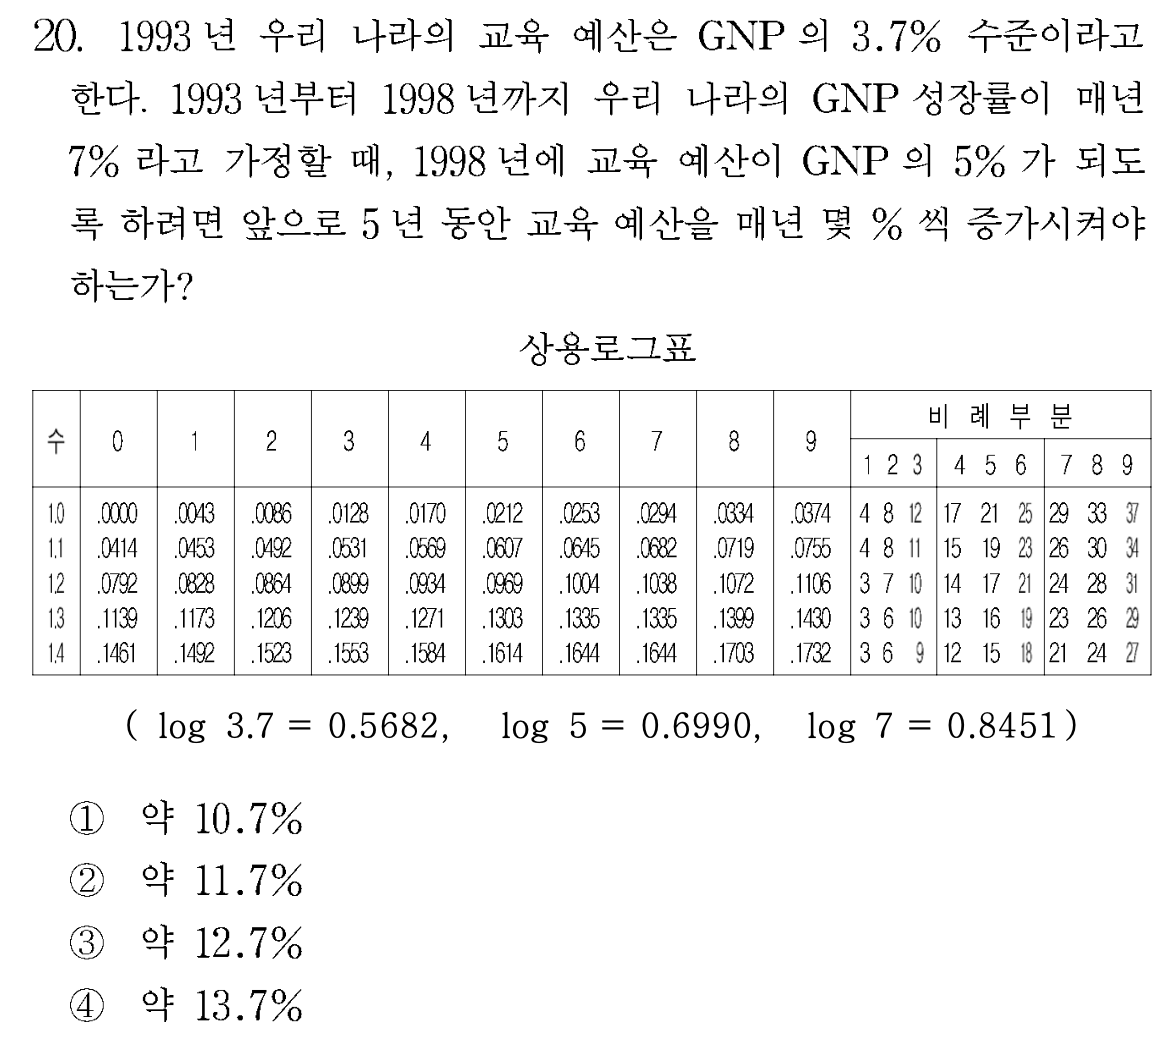 20. 1993 년 우리 나라의 교육 예산은 GNP 의 3.7% 수준이라고
한다. 1993 년부터 1998 년까지 우리 나라의 GNP 성장률이 매년
7% 라고 가정할 때, 1998 년에 교육 예산이 GNP 의 5% 가 되도
록 하려면 앞으로 5 년 동안 교육 예산을 매년 몇 % 씩 증가시켜야
하는가?
상용로그표
수 0 1 2 3 4 5 6 7 8 9 비 례 부 분
1 2 3 4 5 6 7 8 9
1.0 .0000 .0043 .0086 .0128 .0170 .0212 .0253 .0294 .0334 .0374 4 8 12 17 21 25 29 33 37
1.1 .0414 .0453 .0492 .0531 .0569 .0607 .0645 .0682 .0719 .0755 4 8 11 15 19 23 26 30 34
1.2 .0792 .0828 .0864 .0899 .0934 .0969 .1004 .1038 .1072 .1106 3 7 10 14 17 21 24 28 31
1.3 .1139 .1173 .1206 .1239 .1271 .1303 .1335 .1335 .1399 .1430 3 6 10 13 16 19 23 26 29
1.4 .1461 .1492 .1523 .1553 .1584 .1614 .1644 .1644 .1703 .1732 3 6 9 12 15 18 21 24 27
( log 3.7 = 0.5682, log 5 = 0.6990, log 7 = 0.8451 )
① 약 10.7%
② 약 11.7%
③ 약 12.7%
④ 약 13.7%